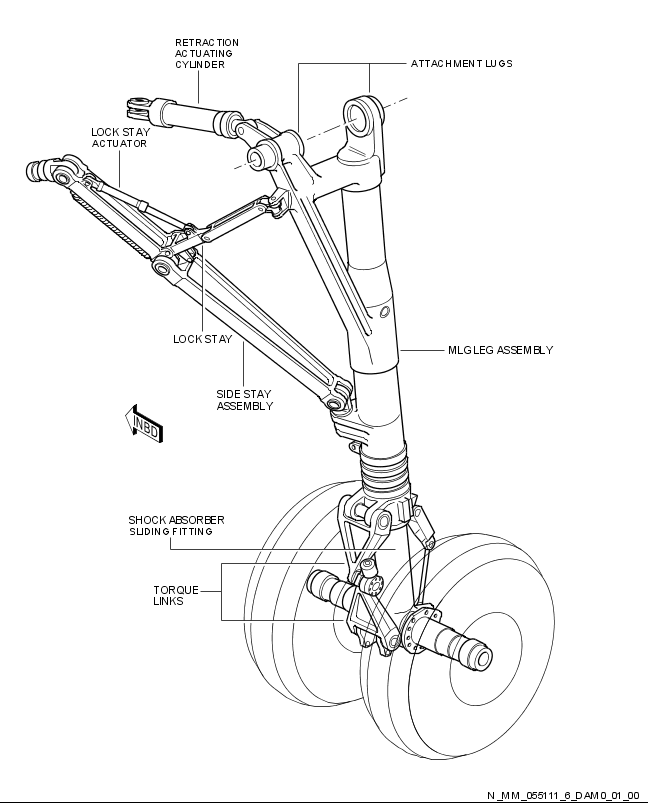 RETRACTION
ACTUATING
CYLINDER
ATTACHMENT LUGS
LOCK STAY
ACTUATOR
LOCK STAY
MLG LEG ASSEMBLY
SIDE STAY
ASSEMBLY
INBD
SHOCK ABSORBER
SLIDING FITTING
TORQUE
LINKS
N_MM_055111_6_DAM0_01_00